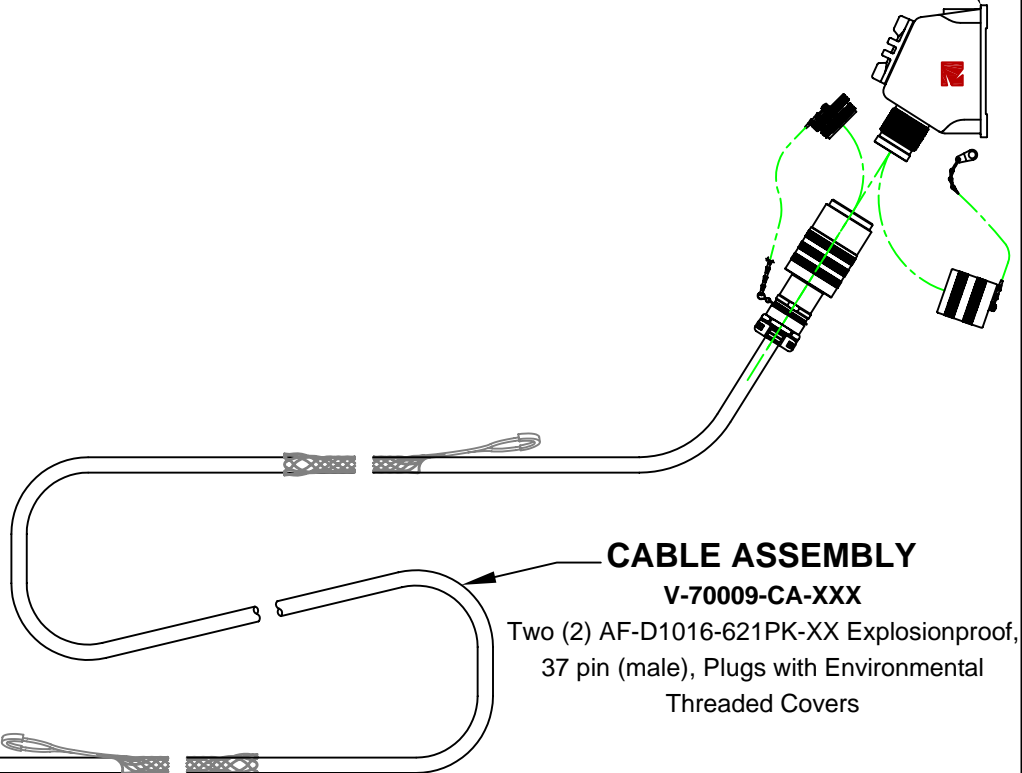 CABLE ASSEMBLY
V-70009-CA-XXX
Two (2) AF-D1016-621PK-XX Explosionproof,
37 pin (male), Plugs with Environmental
Threaded Covers